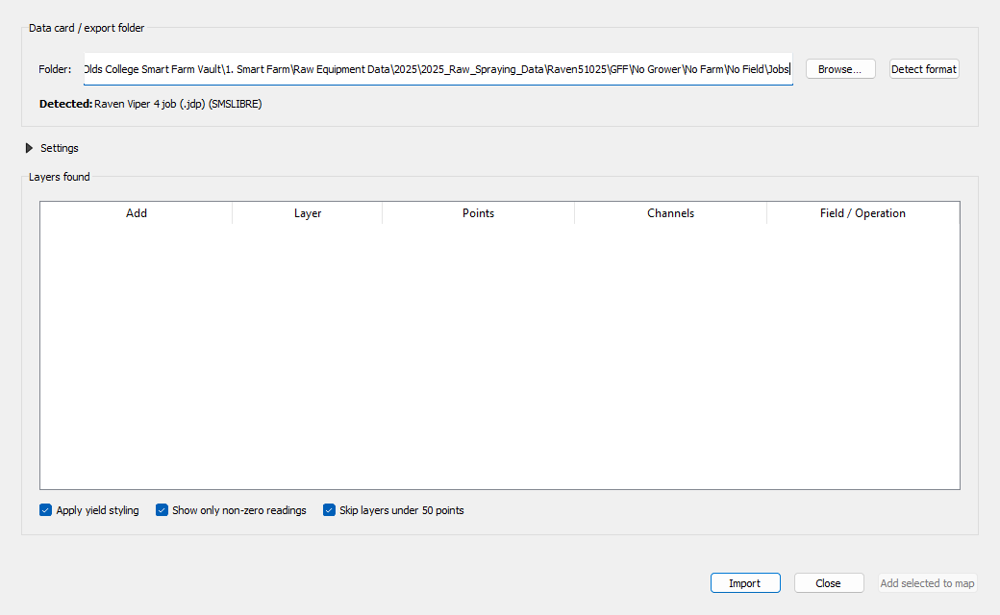 Data card / export folder
Folder: Olds College Smart Farm Vault\1. Smart Farm\Raw Equipment Data\2025\2025_Raw_Spraying_Data\Raven51025\GFF\No Grower\No Farm\No Field\Jobs Browse... Detect format
Detected: Raven Viper 4 job (.jdp) (SMSLIBRE)
Settings
Layers found
Add Layer Points Channels Field / Operation
Apply yield styling Show only non-zero readings Skip layers under 50 points
Import Close Add selected to map